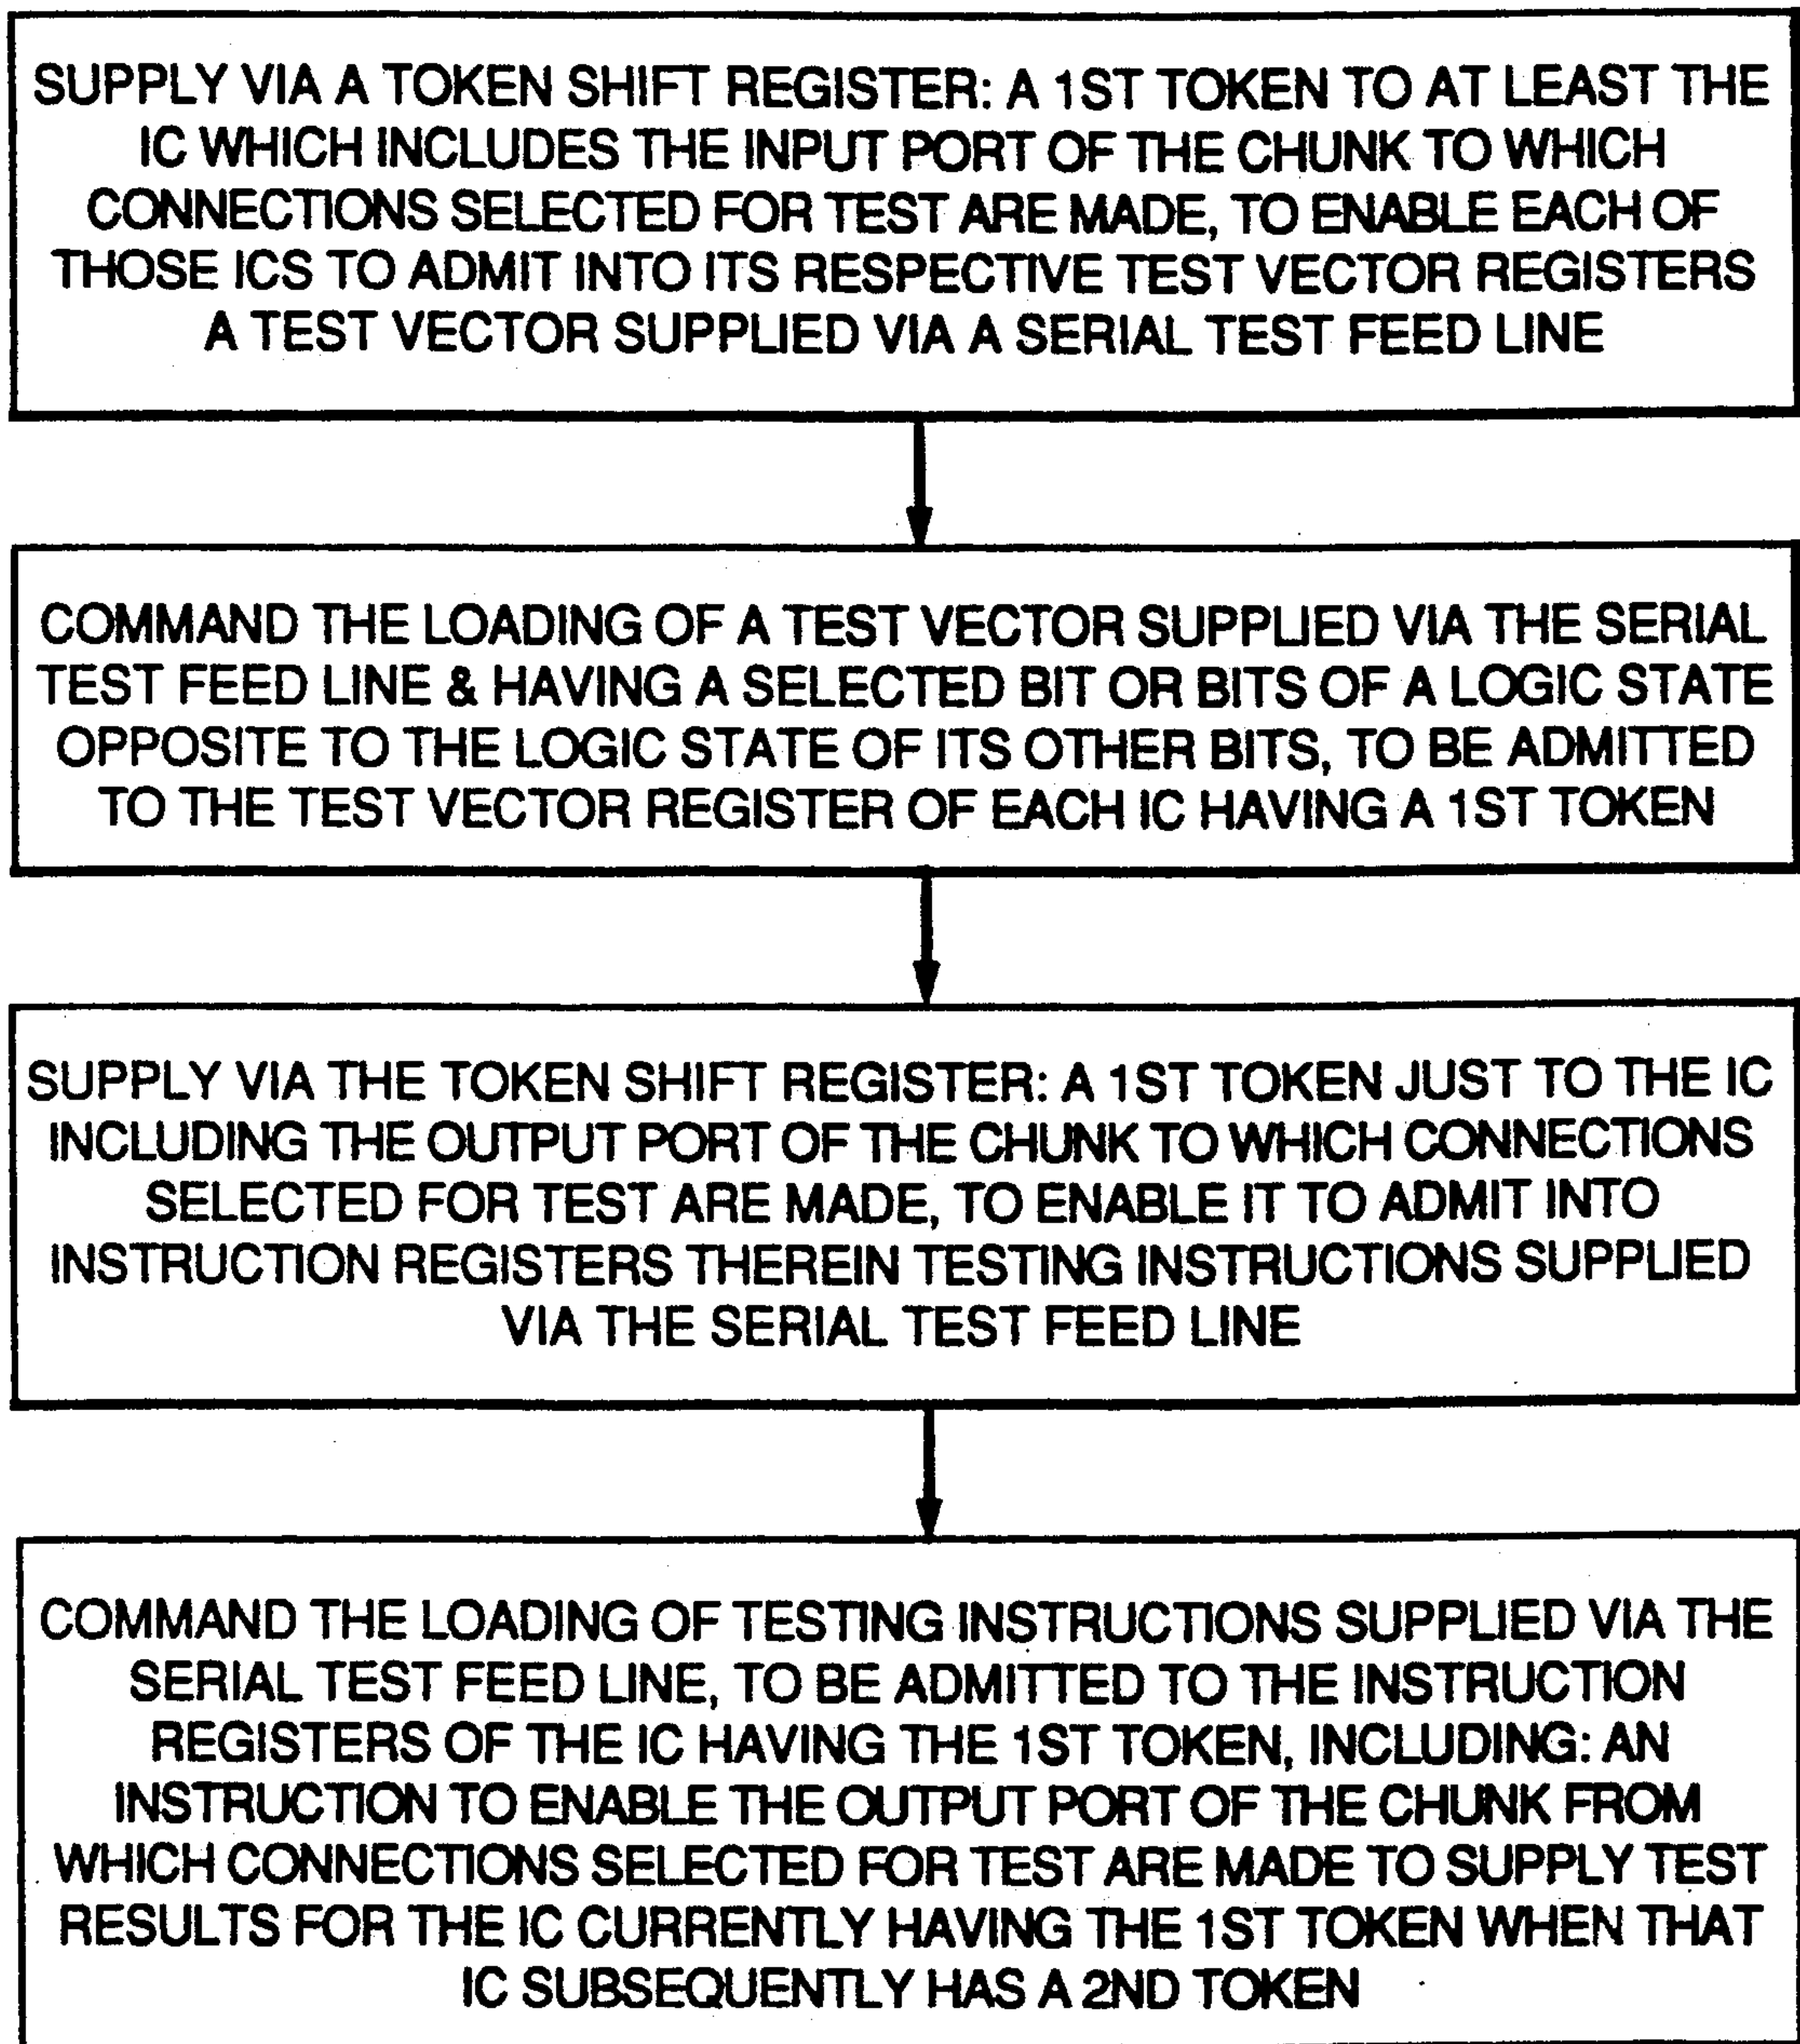 SUPPLY VIA A TOKEN SHIFT REGISTER: A 1ST TOKEN TO AT LEAST THE
IC WHICH INCLUDES THE INPUT PORT OF THE CHUNK TO WHICH
CONNECTIONS SELECTED FOR TEST ARE MADE, TO ENABLE EACH OF
THOSE ICS TO ADMIT INTO ITS RESPECTIVE TEST VECTOR REGISTERS
A TEST VECTOR SUPPLIED VIA A SERIAL TEST FEED LINE
COMMAND THE LOADING OF A TEST VECTOR SUPPLIED VIA THE SERIAL
TEST FEED LINE & HAVING A SELECTED BIT OR BITS OF A LOGIC STATE
OPPOSITE TO THE LOGIC STATE OF ITS OTHER BITS, TO BE ADMITTED
TO THE TEST VECTOR REGISTER OF EACH IC HAVING A 1ST TOKEN
SUPPLY VIA THE TOKEN SHIFT REGISTER: A 1ST TOKEN JUST TO THE IC
INCLUDING THE OUTPUT PORT OF THE CHUNK TO WHICH CONNECTIONS
SELECTED FOR TEST ARE MADE, TO ENABLE IT TO ADMIT INTO
INSTRUCTION REGISTERS THEREIN TESTING INSTRUCTIONS SUPPLIED
VIA THE SERIAL TEST FEED LINE
COMMAND THE LOADING OF TESTING INSTRUCTIONS SUPPLIED VIA THE
SERIAL TEST FEED LINE, TO BE ADMITTED TO THE INSTRUCTION
REGISTERS OF THE IC HAVING THE 1ST TOKEN, INCLUDING: AN
INSTRUCTION TO ENABLE THE OUTPUT PORT OF THE CHUNK FROM
WHICH CONNECTIONS SELECTED FOR TEST ARE MADE TO SUPPLY TEST
RESULTS FOR THE IC CURRENTLY HAVING THE 1ST TOKEN WHEN THAT
IC SUBSEQUENTLY HAS A 2ND TOKEN